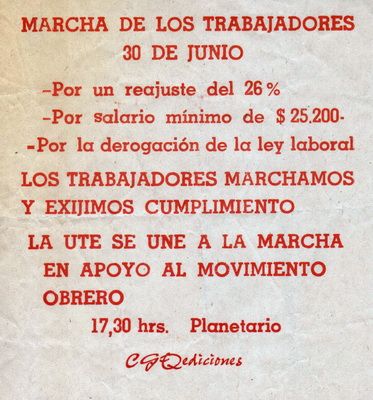 MARCHA DE LOS TRABAJADORES
30 DE JUNIO
-Por un reajuste del 26%
-Por salario mínimo de $25.200-
-Por la derogación de la ley laboral
LOS TRABAJADORES MARCHAMOS
Y EXIJIMOS CUMPLIMIENTO
LA UTE SE UNE A LA MARCHA
EN APOYO AL MOVIMIENTO
OBRERO
17,30 hrs. Planetario
CGQediciones